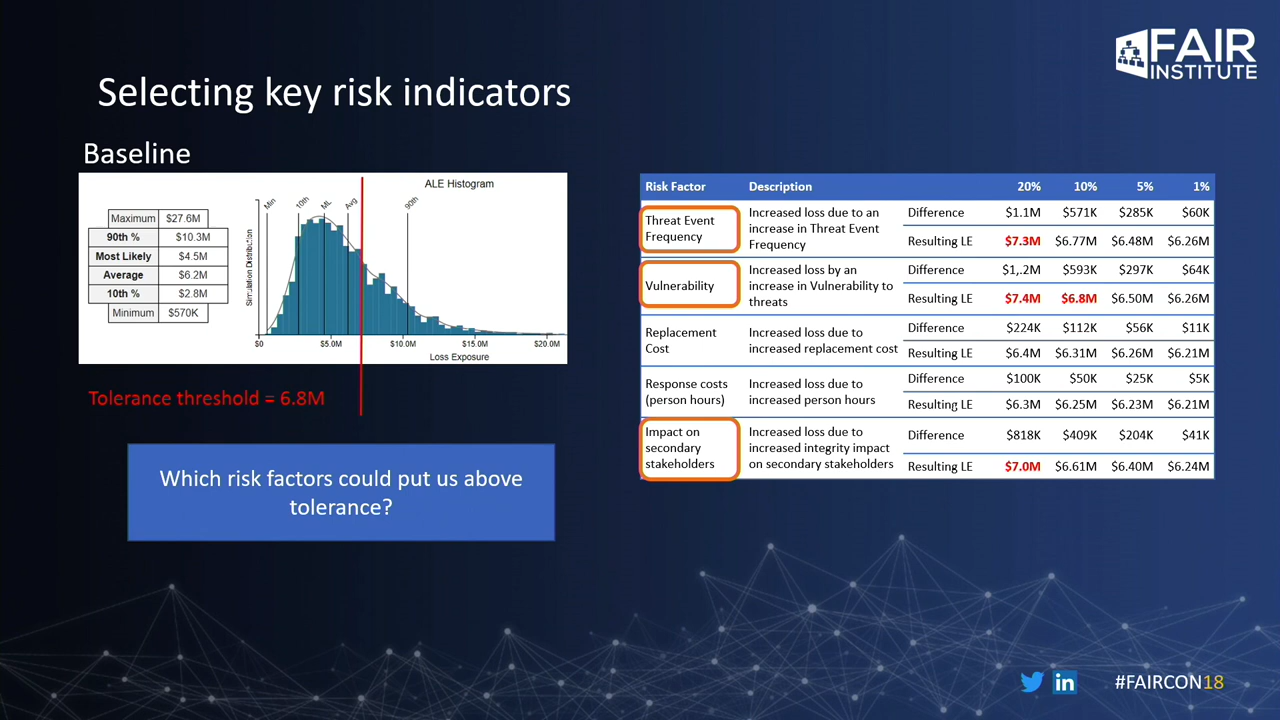 FAIR
INSTITUTE
Selecting key risk indicators
Baseline
ALE Histogram
Maximum $27.6M
90th % $10.3M
Most Likely $4.5M
Average $6.2M
10th % $2.8M
Minimum $570K
Simulation Distribution
Min 10th ML Avg 90th
$0 $5.0M $10.0M $15.0M $20.0M
Loss Exposure
Tolerance threshold = 6.8M
Which risk factors could put us above
tolerance?
Risk Factor Description 20% 10% 5% 1%
Threat Event
Frequency
Increased loss due to an
increase in Threat Event
Frequency
Difference $1.1M $571K $285K $60K
Resulting LE $7.3M $6.77M $6.48M $6.26M
Vulnerability
Increased loss by an
increase in Vulnerability to
threats
Difference $1,.2M $593K $297K $64K
Resulting LE $7.4M $6.8M $6.50M $6.26M
Replacement
Cost
Increased loss due to
increased replacement cost
Difference $224K $112K $56K $11K
Resulting LE $6.4M $6.31M $6.26M $6.21M
Response costs
(person hours)
Increased loss due to
increased person hours
Difference $100K $50K $25K $5K
Resulting LE $6.3M $6.25M $6.23M $6.21M
Impact on
secondary
stakeholders
Increased loss due to
increased integrity impact
on secondary stakeholders
Difference $818K $409K $204K $41K
Resulting LE $7.0M $6.61M $6.40M $6.24M
in
#FAIRCON18